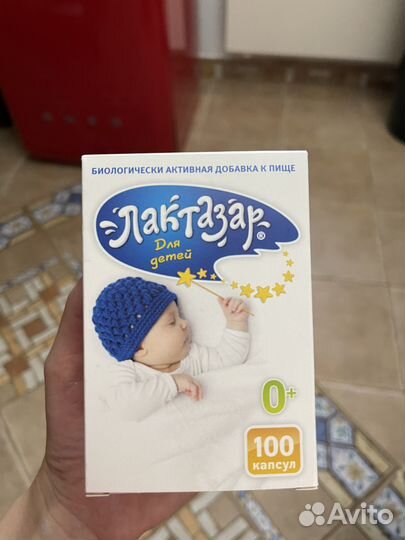 БИОЛОГИЧЕСКИ АКТИВНАЯ ДОБАВКА К ПИЩЕ
Лактазар®
Для
детей
0+
100
капсул
Avito